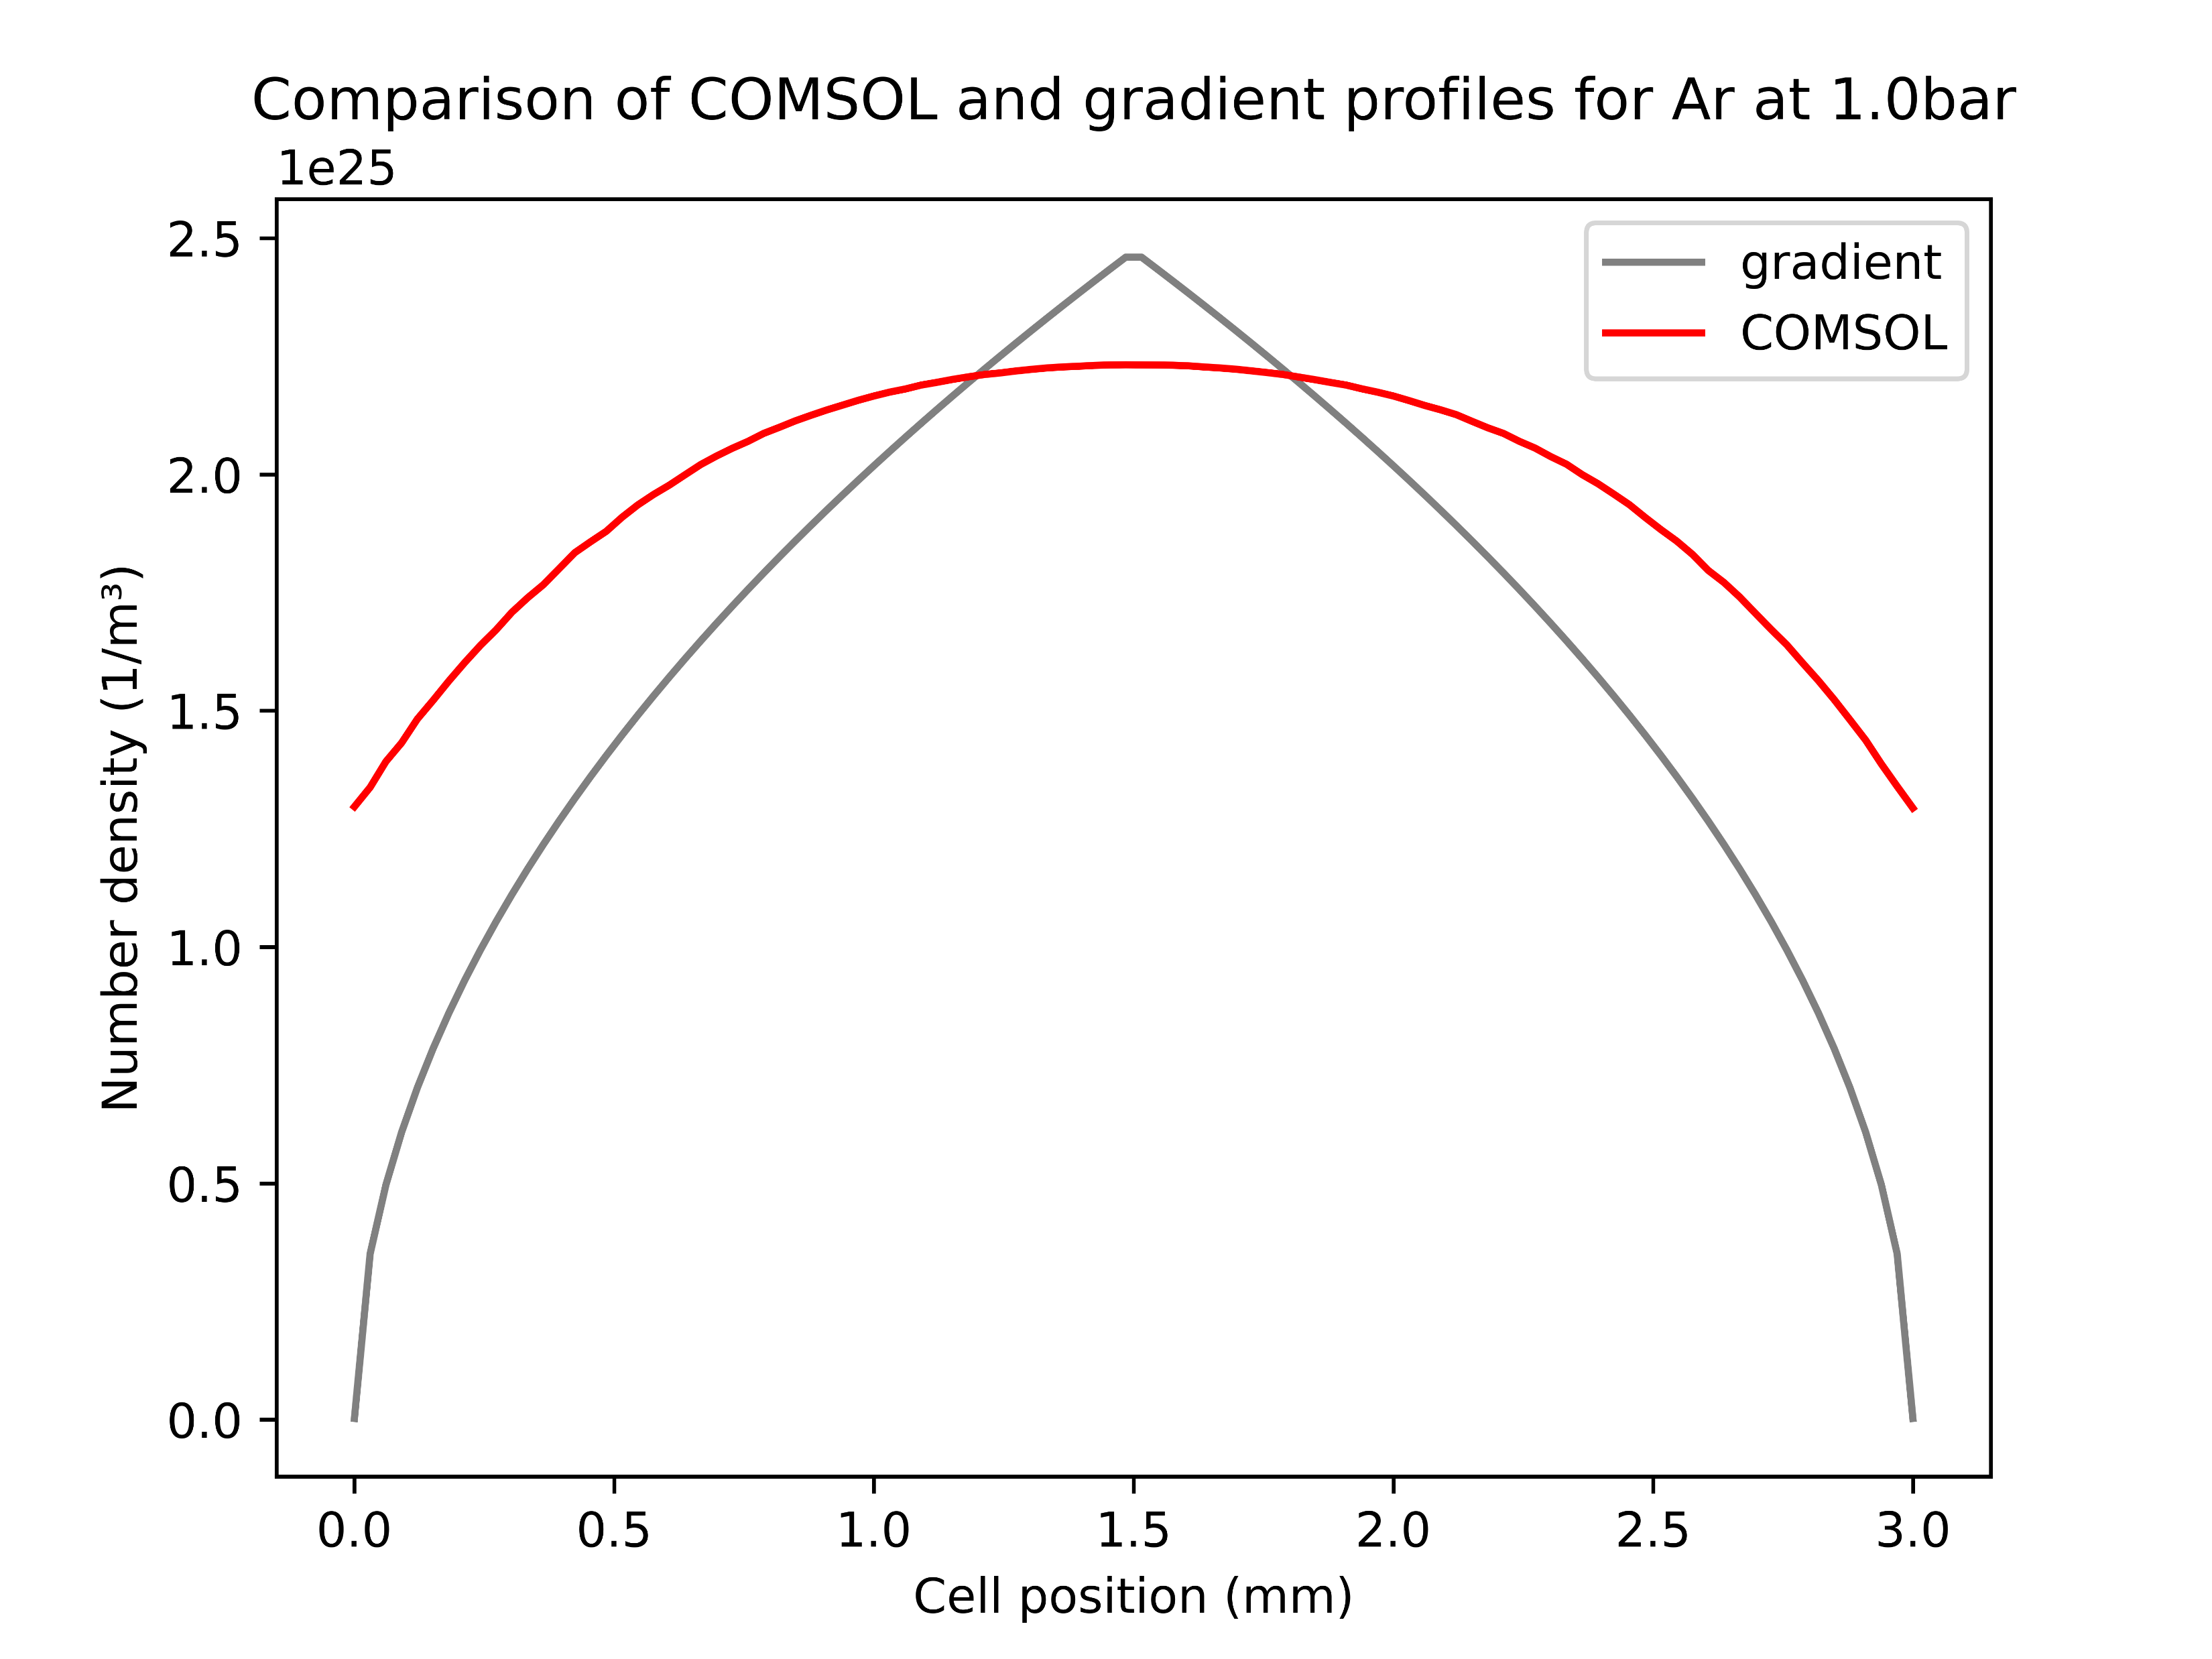 Comparison of COMSOL and gradient profiles for Ar at 1.0bar
1e25
gradient
COMSOL
2.5
2.0
1.5
1.0
0.5
0.0
Number density (1/m³)
0.0 0.5 1.0 1.5 2.0 2.5 3.0
Cell position (mm)